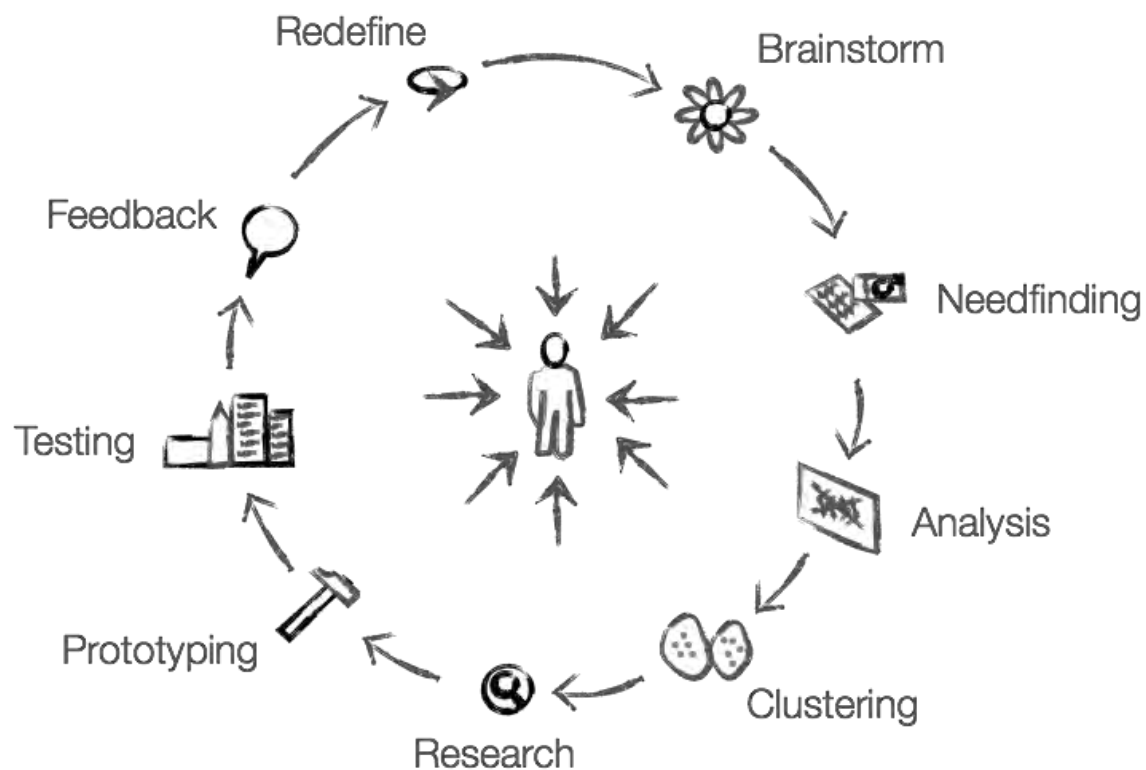 Redefine
Brainstorm
Needfinding
Analysis
Clustering
Research
Prototyping
Testing
Feedback